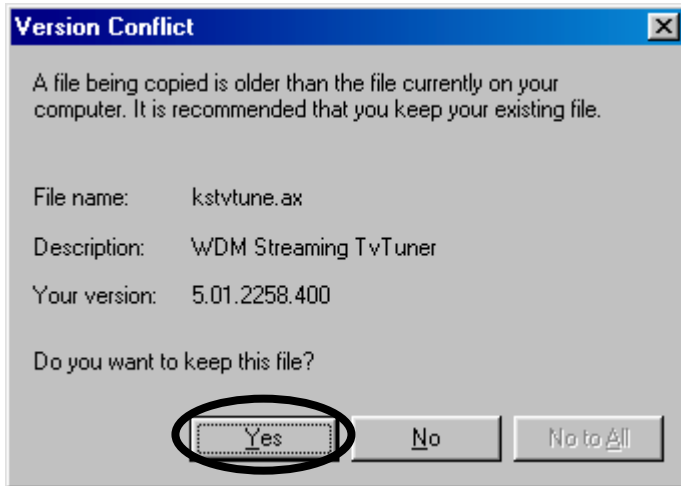 Version Conflict
A file being copied is older than the file currently on your
computer. It is recommended that you keep your existing file.
File name: kstvtune.ax
Description: WDM Streaming TvTuner
Your version: 5.01.2258.400
Do you want to keep this file?
Yes No No to All